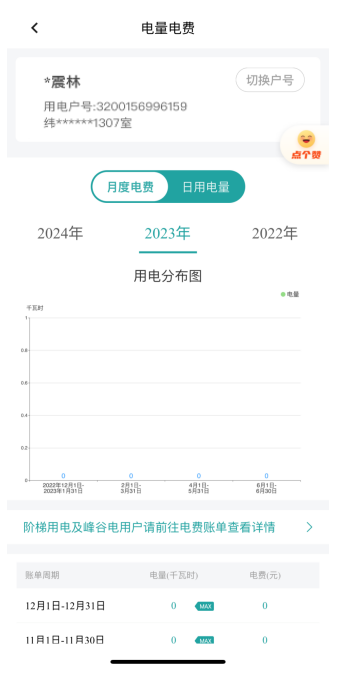 电量电费
*震林
切换户号
用电户号:3200156996159
纬******1307室
点个赞
月度电费
日用电量
2024年
2023年
2022年
用电分布图
电量
千瓦时
1
0.8
0.6
0.4
0.2
0
0
0
0
0
2022年12月1日-
2023年1月31日
2月1日-
3月31日
4月1日-
5月31日
6月1日-
6月30日
阶梯用电及峰谷电用户请前往电费账单查看详情
账单周期
电量(千瓦时)
电费(元)
12月1日-12月31日
0
MAX
0
11月1日-11月30日
0
MAX
0